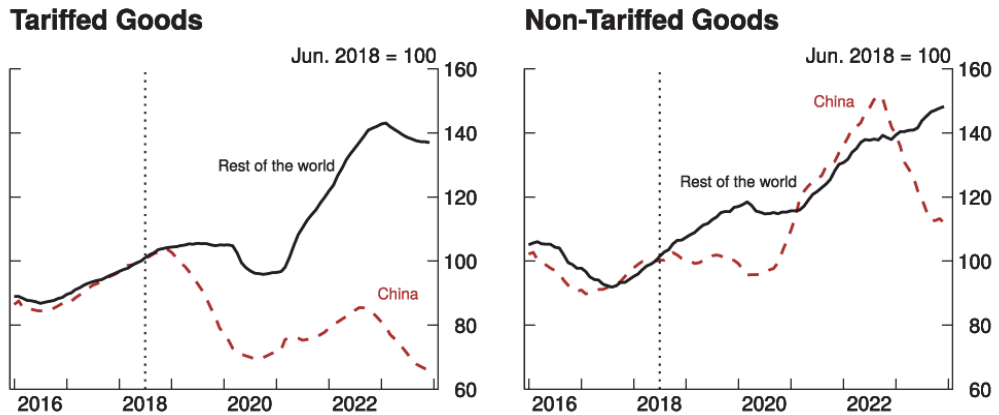 Tariffed Goods
Jun. 2018 = 100
160
140
120
100
80
60
Rest of the world
China
2016
2018
2020
2022
Non-Tariffed Goods
Jun. 2018 = 100
160
140
120
100
80
60
China
Rest of the world
2016
2018
2020
2022